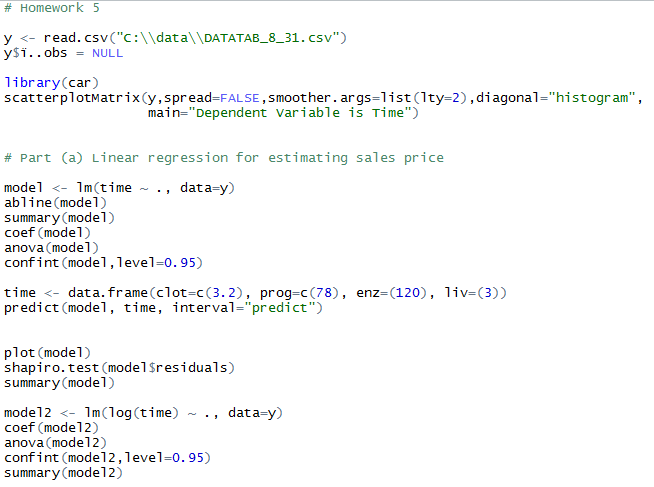 # Homework 5
y <- read.csv("C:\\data\\DATATAB_8_31.csv")
y$ï..obs = NULL
library(car)
scatterplotMatrix(y,spread=FALSE,smoother.args=list(lty=2),diagonal="histogram",
main="Dependent Variable is Time")
# Part (a) Linear regression for estimating sales price
model <- lm(time ~ ., data=y)
abline(model)
summary(model)
coef(model)
anova(model)
confint(model,level=0.95)
time <- data.frame(clot=c(3.2), prog=c(78), enz=(120), liv=(3))
predict(model, time, interval="predict")
plot(model)
shapiro.test(model$residuals)
summary(model)
model2 <- lm(log(time) ~ ., data=y)
coef(model2)
anova(model2)
confint(model2,level=0.95)
summary(model2)